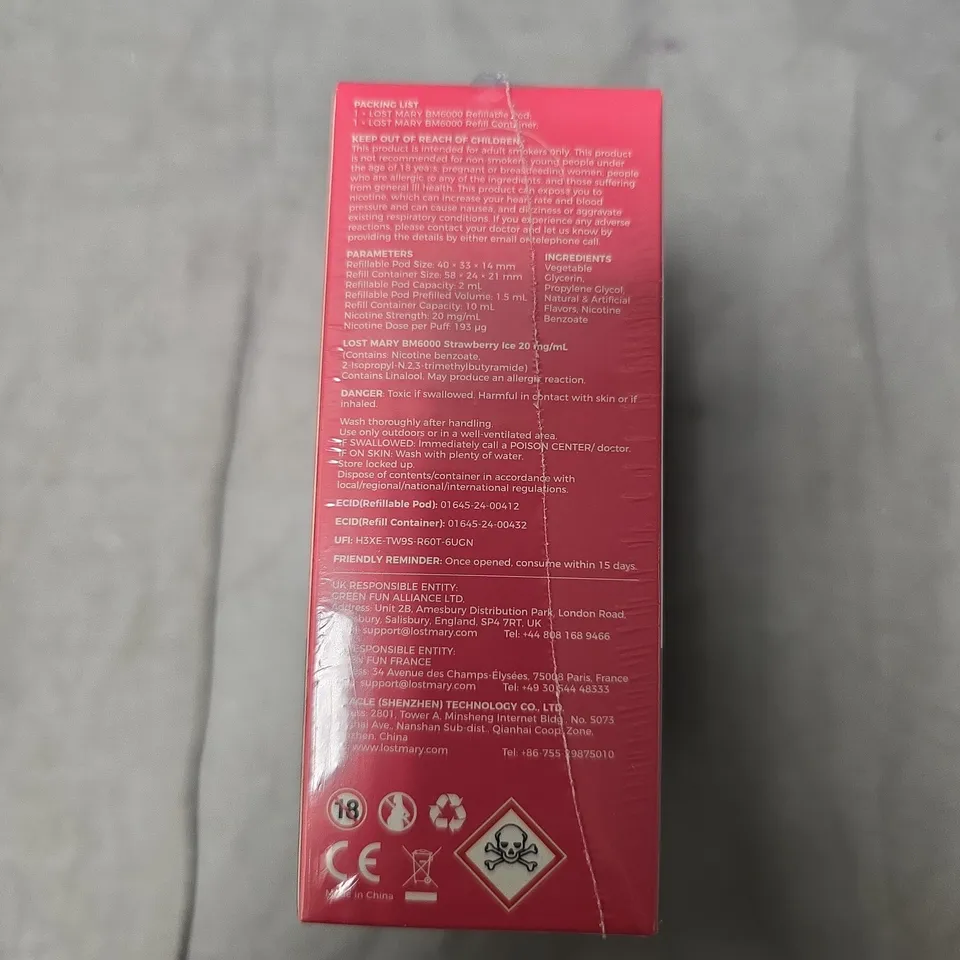 PACKING LIST
1 × LOST MARY BM6000 Refillable Pod,
1 × LOST MARY BM6000 Refill Container.
KEEP OUT OF REACH OF CHILDREN
This product is intended for adult smokers only. This product
is not recommended for non-smokers, young people under
the age of 18 years, pregnant or breastfeeding women, people
who are allergic to any of the ingredients, and those suffering
from general ill health. This product can expose you to
nicotine, which can increase your heart rate and blood
pressure and can cause nausea, and dizziness or aggravate
existing respiratory conditions. If you experience any adverse
reactions, please contact your doctor and let us know by
providing the details by either email or telephone call.
PARAMETERS
Refillable Pod Size: 40 × 33 × 14 mm
Refill Container Size: 58 × 24 × 21 mm
Refillable Pod Capacity: 2 mL
Refillable Pod Prefilled Volume: 1.5 mL
Refill Container Capacity: 10 mL
Nicotine Strength: 20 mg/mL
Nicotine Dose per Puff: 193 µg
INGREDIENTS
Vegetable
Glycerin,
Propylene Glycol,
Natural & Artificial
Flavors, Nicotine
Benzoate
LOST MARY BM6000 Strawberry Ice 20 mg/mL
(Contains: Nicotine benzoate,
2-Isopropyl-N,2,3-trimethylbutyramide)
Contains Linalool. May produce an allergic reaction.
DANGER: Toxic if swallowed. Harmful in contact with skin or if
inhaled.
Wash thoroughly after handling.
Use only outdoors or in a well-ventilated area.
IF SWALLOWED: Immediately call a POISON CENTER/ doctor.
IF ON SKIN: Wash with plenty of water.
Store locked up.
Dispose of contents/container in accordance with
local/regional/national/international regulations.
ECID(Refillable Pod): 01645-24-00412
ECID(Refill Container): 01645-24-00432
UFI: H3XE-TW9S-R60T-6UGN
FRIENDLY REMINDER: Once opened, consume within 15 days.
UK RESPONSIBLE ENTITY:
GREEN FUN ALLIANCE LTD.
Address: Unit 2B, Amesbury Distribution Park, London Road,
Salisbury, England, SP4 7RT, UK
support@lostmary.com Tel: +44 808 168 9466
RESPONSIBLE ENTITY:
FUN FRANCE
34 Avenue des Champs-Élysées, 75008 Paris, France
support@lostmary.com Tel: +49 30 544 48333
(SHENZHEN) TECHNOLOGY CO., LTD.
2801, Tower A, Minsheng Internet Bldg., No. 5073
Ave., Nanshan Sub-dist., Qianhai Coop. Zone,
China
www.lostmary.com Tel: +86-755-29875010
18
CE
Made in China